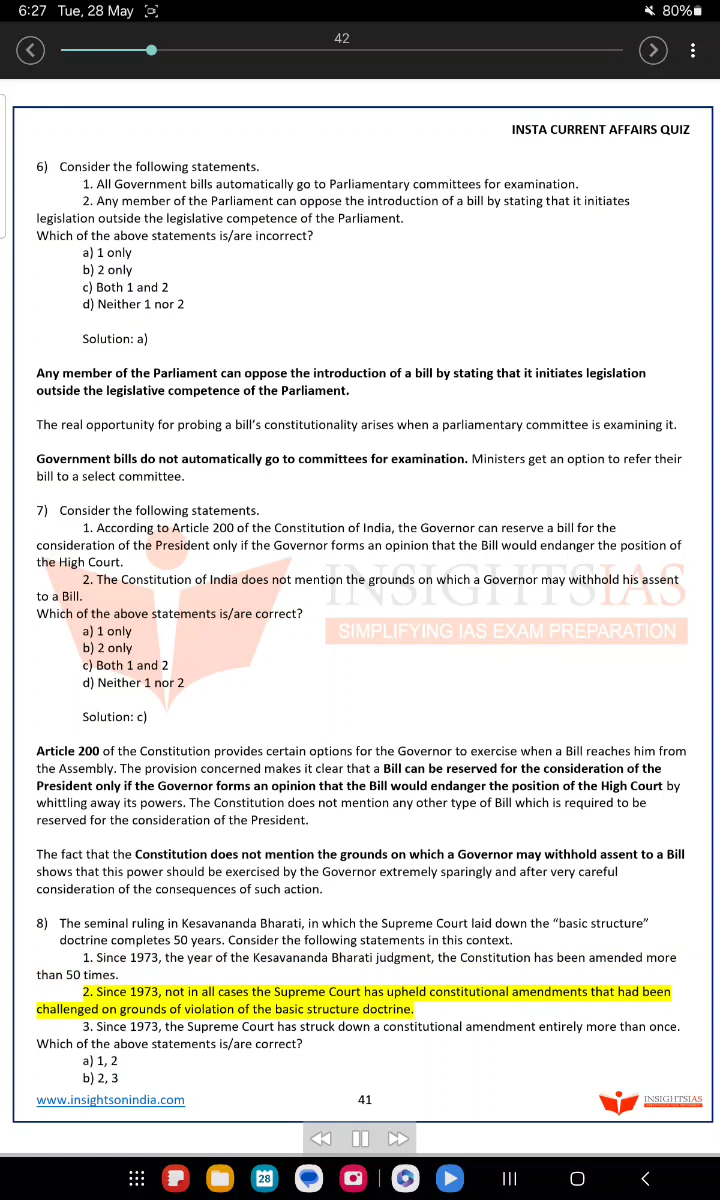 6:27 Tue, 28 May
80%
42
INSTA CURRENT AFFAIRS QUIZ
6) Consider the following statements.
1. All Government bills automatically go to Parliamentary committees for examination.
2. Any member of the Parliament can oppose the introduction of a bill by stating that it initiates
legislation outside the legislative competence of the Parliament.
Which of the above statements is/are incorrect?
a) 1 only
b) 2 only
c) Both 1 and 2
d) Neither 1 nor 2
Solution: a)
Any member of the Parliament can oppose the introduction of a bill by stating that it initiates legislation
outside the legislative competence of the Parliament.
The real opportunity for probing a bill's constitutionality arises when a parliamentary committee is examining it.
Government bills do not automatically go to committees for examination. Ministers get an option to refer their
bill to a select committee.
7) Consider the following statements.
1. According to Article 200 of the Constitution of India, the Governor can reserve a bill for the
consideration of the President only if the Governor forms an opinion that the Bill would endanger the position of
the High Court.
2. The Constitution of India does not mention the grounds on which a Governor may withhold his assent
to a Bill.
Which of the above statements is/are correct?
a) 1 only
b) 2 only
c) Both 1 and 2
d) Neither 1 nor 2
INSIGHTSIAS
SIMPLIFYING IAS EXAM PREPARATION
Solution: c)
Article 200 of the Constitution provides certain options for the Governor to exercise when a Bill reaches him from
the Assembly. The provision concerned makes it clear that a Bill can be reserved for the consideration of the
President only if the Governor forms an opinion that the Bill would endanger the position of the High Court by
whittling away its powers. The Constitution does not mention any other type of Bill which is required to be
reserved for the consideration of the President.
The fact that the Constitution does not mention the grounds on which a Governor may withhold assent to a Bill
shows that this power should be exercised by the Governor extremely sparingly and after very careful
consideration of the consequences of such action.
8) The seminal ruling in Kesavananda Bharati, in which the Supreme Court laid down the “basic structure”
doctrine completes 50 years. Consider the following statements in this context.
1. Since 1973, the year of the Kesavananda Bharati judgment, the Constitution has been amended more
than 50 times.
2. Since 1973, not in all cases the Supreme Court has upheld constitutional amendments that had been
challenged on grounds of violation of the basic structure doctrine.
3. Since 1973, the Supreme Court has struck down a constitutional amendment entirely more than once.
Which of the above statements is/are correct?
a) 1, 2
b) 2, 3
www.insightsonindia.com
41
INSIGHTSIAS
28